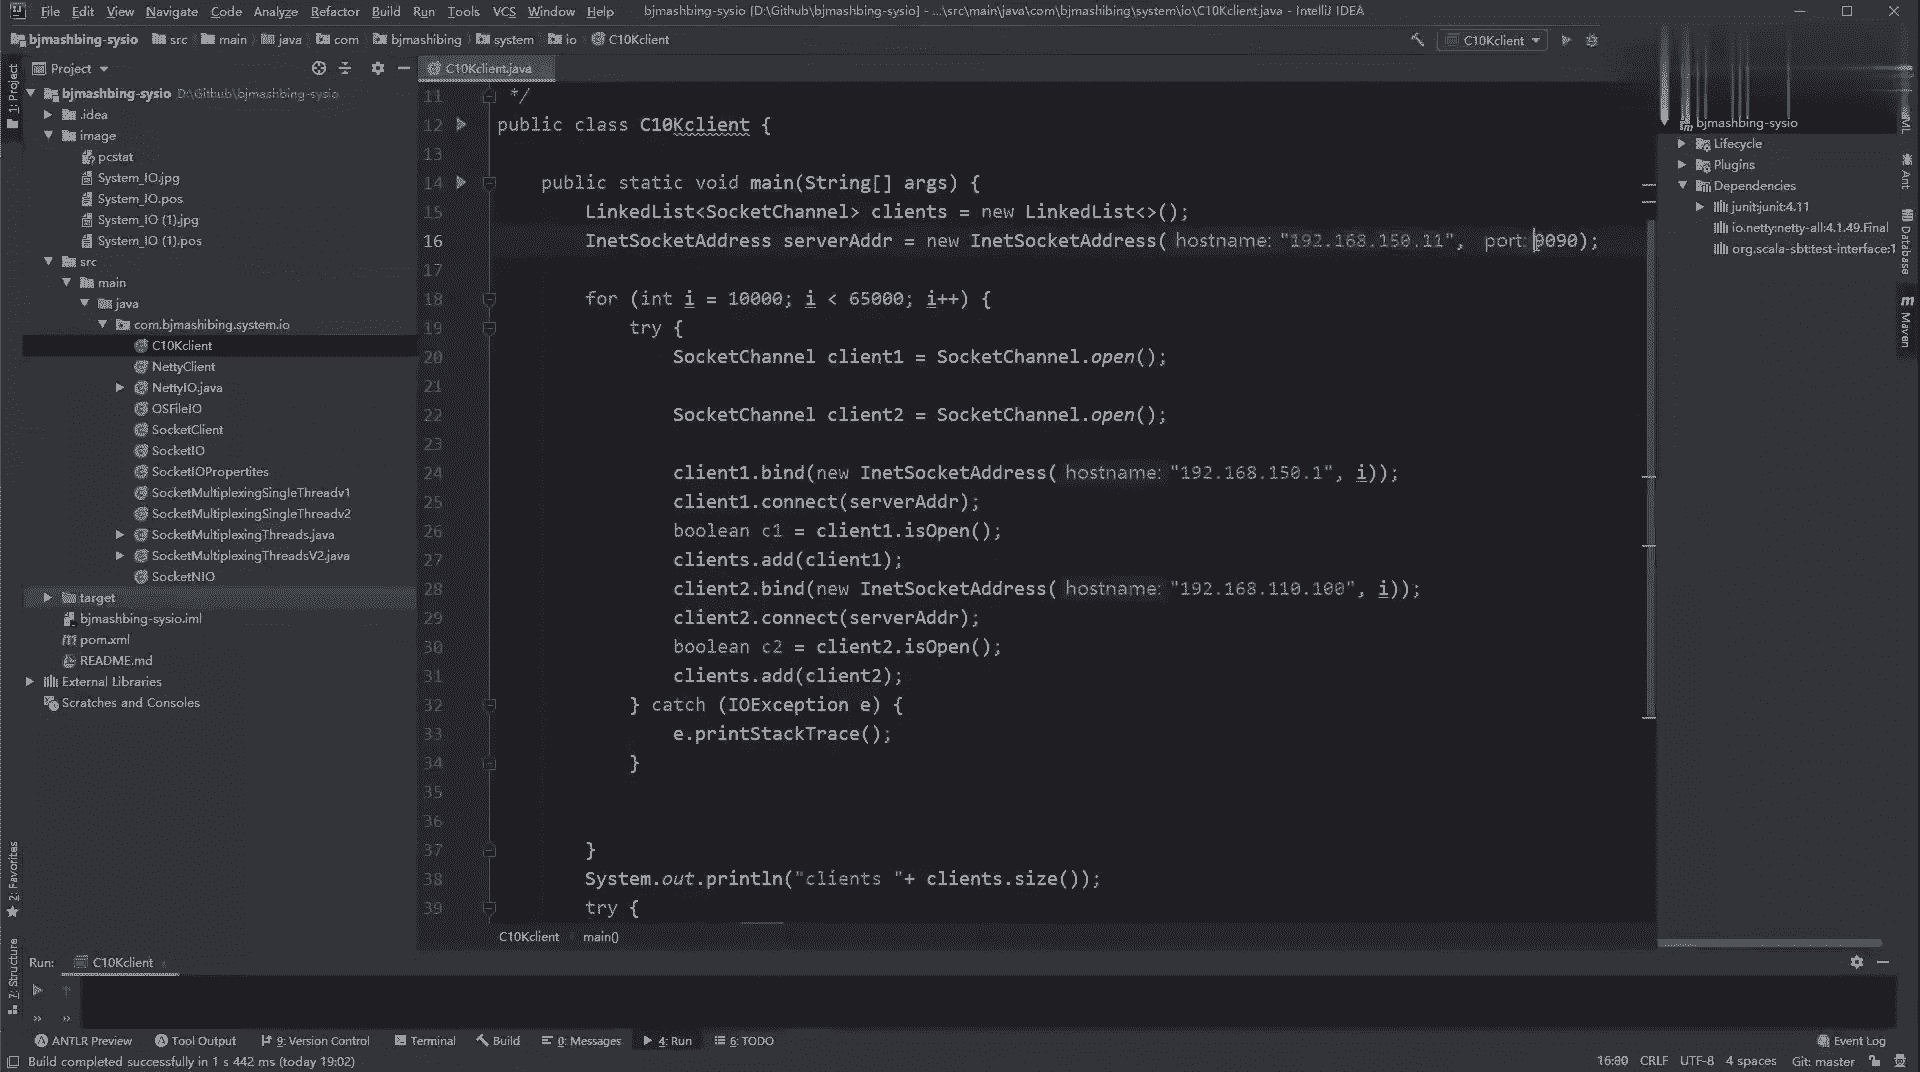 File Edit View Navigate Code Analyze Refactor Build Run Tools VCS Window Help bjmashbing-sysio [D:\Github\bjmashbing-sysio] - ...\src\main\java\com\bjmashibing\system\io\C10Kclient.java - IntelliJ IDEA
bjmashbing-sysio src main java com bjmashibing system io C10Kclient C10Kclient
1: Project
Project
C10Kclient.java
bjmashbing-sysio D:\Github\bjmashbing-sysio
.idea
image
pcstat
System_IO.jpg
System_IO.pos
System_IO (1).jpg
System_IO (1).pos
src
main
java
com.bjmashibing.system.io
C10Kclient
NettyClient
NettyIO.java
OSFileIO
SocketClient
SocketIO
SocketIOPropertites
SocketMultiplexingSingleThreadv1
SocketMultiplexingSingleThreadv2
SocketMultiplexingThreads.java
SocketMultiplexingThreadsV2.java
SocketNIO
target
bjmashbing-sysio.iml
pom.xml
README.md
External Libraries
Scratches and Consoles
11 */
12 public class C10Kclient {
13
14 public static void main(String[] args) {
15 LinkedList<SocketChannel> clients = new LinkedList<>();
16 InetSocketAddress serverAddr = new InetSocketAddress( hostname: "192.168.150.11", port: 9090);
17
18 for (int i = 10000; i < 65000; i++) {
19 try {
20 SocketChannel client1 = SocketChannel.open();
21
22 SocketChannel client2 = SocketChannel.open();
23
24 client1.bind(new InetSocketAddress( hostname: "192.168.150.1", i));
25 client1.connect(serverAddr);
26 boolean c1 = client1.isOpen();
27 clients.add(client1);
28 client2.bind(new InetSocketAddress( hostname: "192.168.110.100", i));
29 client2.connect(serverAddr);
30 boolean c2 = client2.isOpen();
31 clients.add(client2);
32 } catch (IOException e) {
33 e.printStackTrace();
34 }
35
36
37 }
38 System.out.println("clients "+ clients.size());
39 try {
C10Kclient main()
bjmashbing-sysio
Lifecycle
Plugins
Dependencies
junit:junit:4.11
io.netty:netty-all:4.1.49.Final
org.scala-sbt:test-interface:1
Ant
Database
Maven
2: Favorites
7: Structure
Run: C10Kclient
ANTLR Preview Tool Output 9: Version Control Terminal Build 0: Messages 4: Run 6: TODO Event Log
Build completed successfully in 1 s 442 ms (today 19:02) 16:80 CRLF UTF-8 4 spaces Git: master